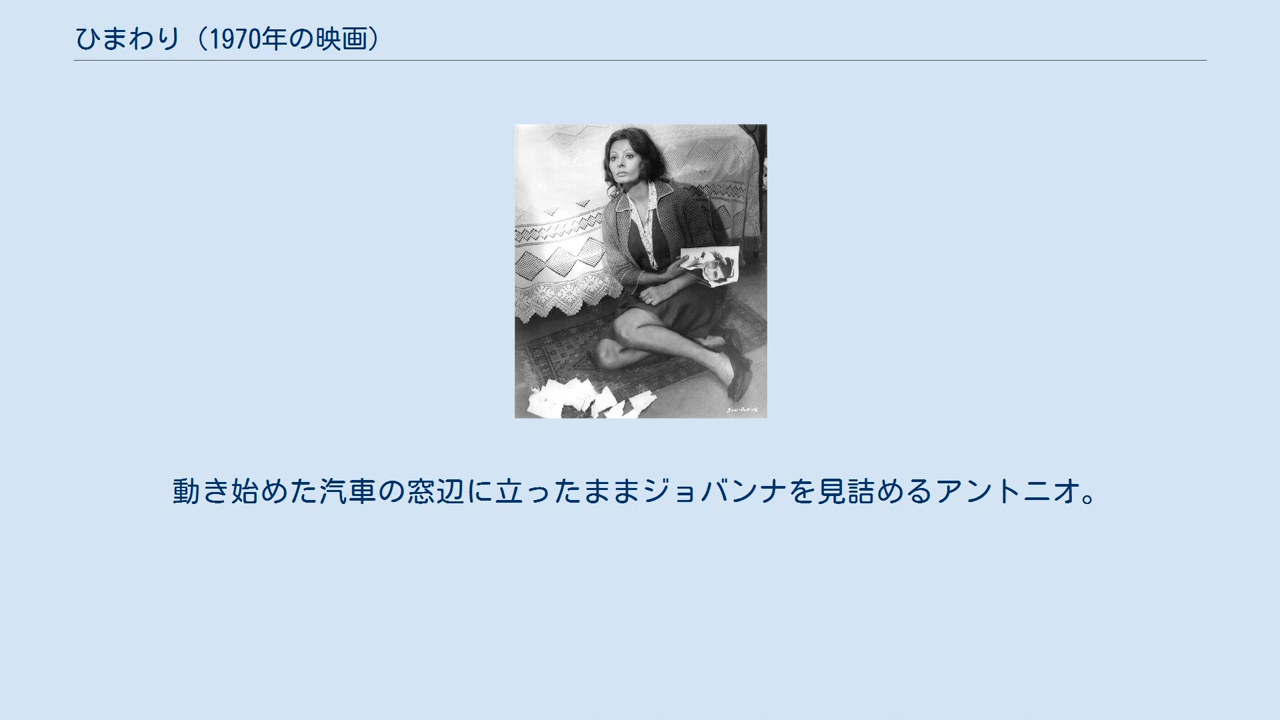 ひまわり（1970年の映画）
動き始めた汽車の窓辺に立ったままジョバンナを見詰めるアントニオ。